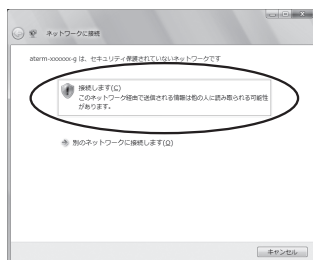 ネットワークに接続
aterm-xxxxxx-g は、セキュリティ保護されていないネットワークです
接続します(C)
このネットワーク経由で送信される情報は他の人に読み取られる可能性
があります。
別のネットワークに接続します(O)
キャンセル